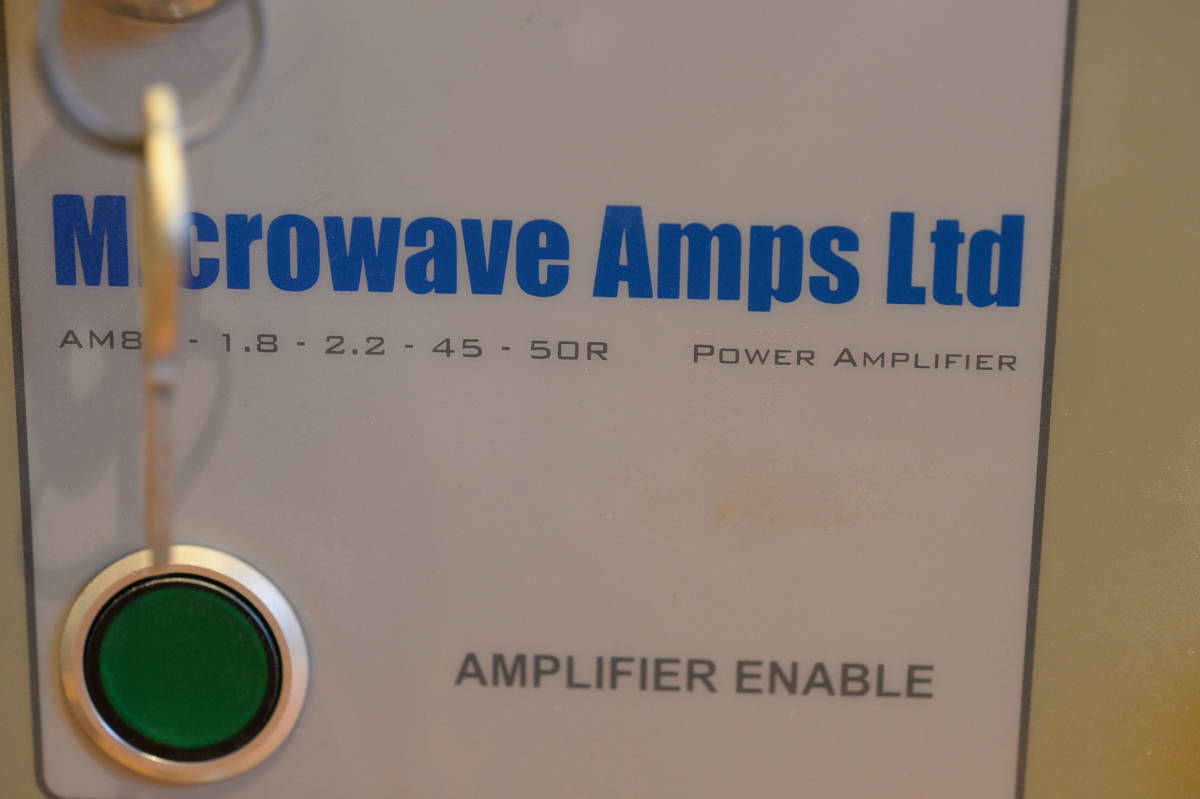 Microwave Amps Ltd
- 1.8 - 2.2 - 45 - 50R Power Amplifier
AMPLIFIER ENABLE